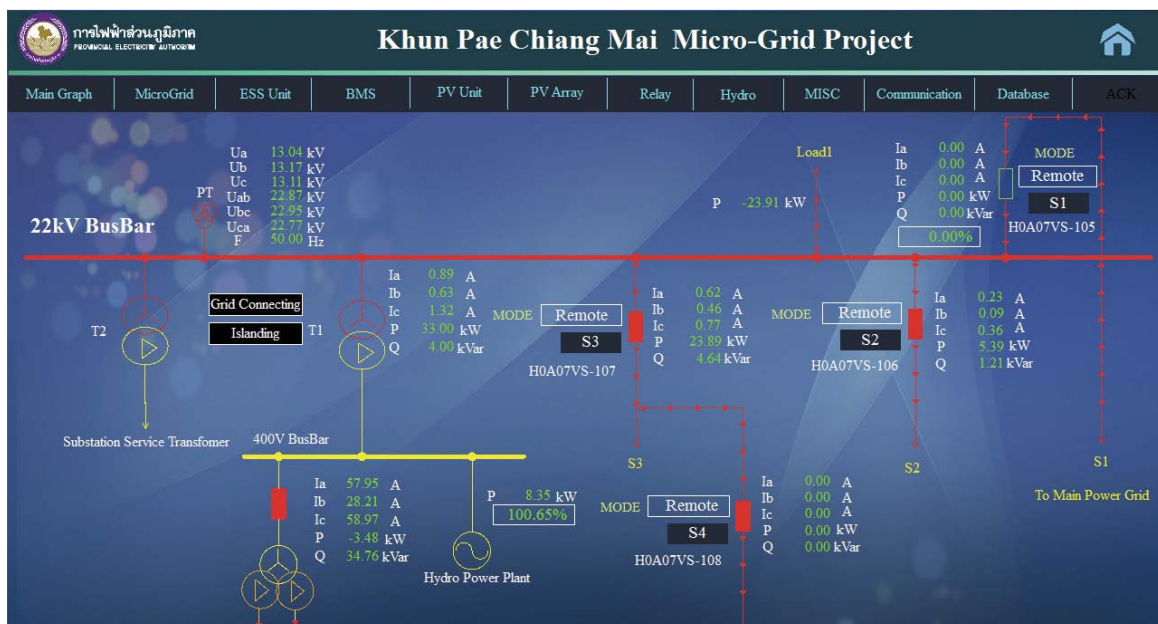 การไฟฟ้าส่วนภูมิภาค
PROVINCIAL ELECTRICITY AUTHORITY
Khun Pae Chiang Mai Micro-Grid Project
Main Graph MicroGrid ESS Unit BMS PV Unit PV Array Relay Hydro MISC Communication Database ACK
22kV BusBar
PT
Ua 13.04 kV
Ub 13.17 kV
Uc 13.11 kV
Uab 22.87 kV
Ubc 22.95 kV
Uca 22.77 kV
F 50.00 Hz
Load1
P -23.91 kW
Ia 0.00 A
Ib 0.00 A
Ic 0.00 A
P 0.00 kW
Q 0.00 kVar
0.00%
MODE
Remote
S1
H0A07VS-105
T2
Grid Connecting
Islanding
T1
Ia 0.89 A
Ib 0.63 A
Ic 1.32 A
P 33.00 kW
Q 4.00 kVar
MODE Remote
S3
H0A07VS-107
Ia 0.62 A
Ib 0.46 A
Ic 0.77 A
P 23.89 kW
Q 4.64 kVar
MODE Remote
S2
H0A07VS-106
Ia 0.23 A
Ib 0.09 A
Ic 0.36 A
P 5.39 kW
Q 1.21 kVar
Substation Service Transfomer
400V BusBar
S3
S2
S1
To Main Power Grid
Ia 57.95 A
Ib 28.21 A
Ic 58.97 A
P -3.48 kW
Q 34.76 kVar
P 8.35 kW
100.65%
Hydro Power Plant
MODE Remote
S4
H0A07VS-108
Ia 0.00 A
Ib 0.00 A
Ic 0.00 A
P 0.00 kW
Q 0.00 kVar